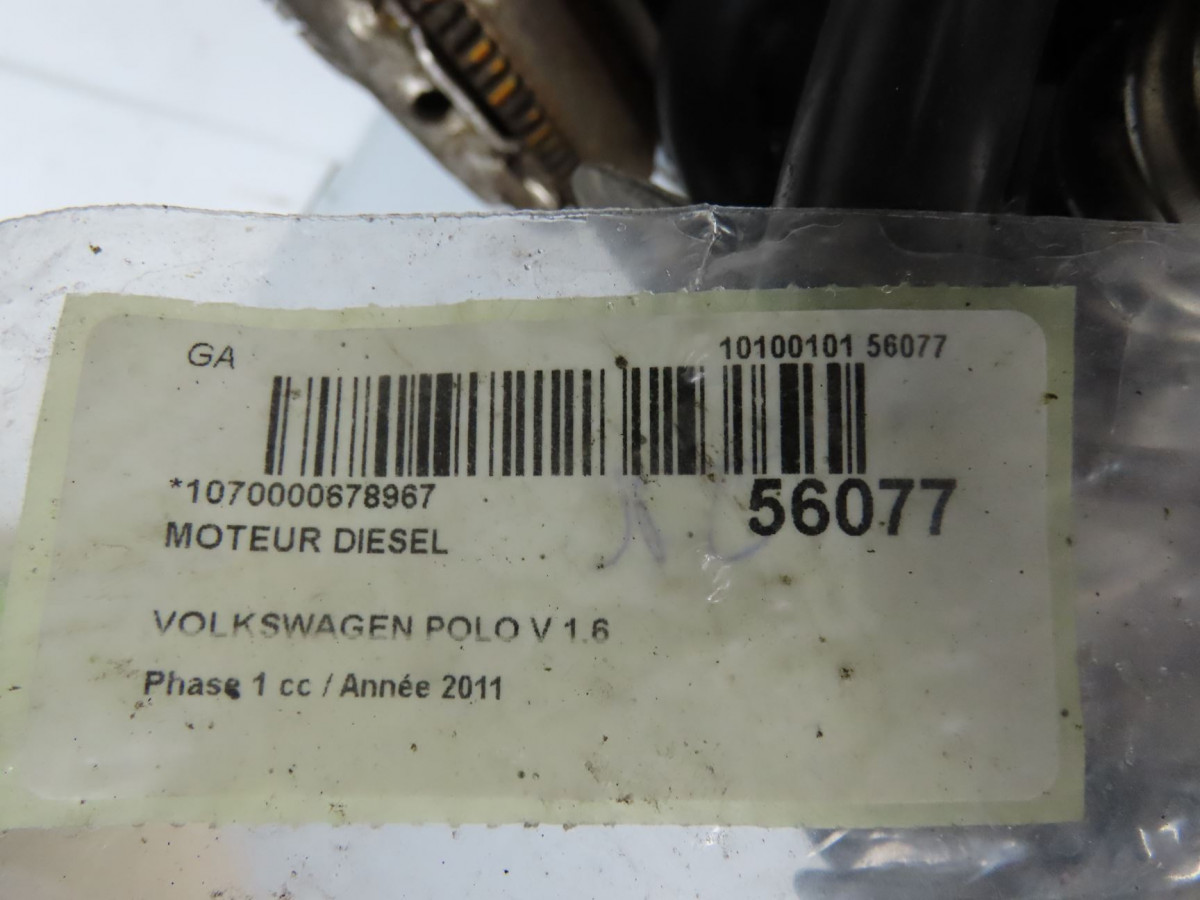 GA
10100101 56077
*1070000678967
56077
MOTEUR DIESEL
VOLKSWAGEN POLO V 1.6
Phase 1 cc / Année 2011